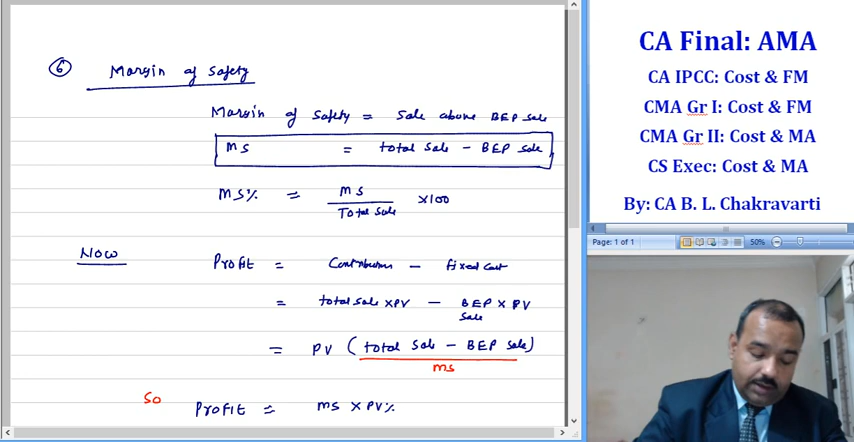 6 Margin of Safety
Margin of Safety = Sale above BEP sale
MS = total Sale - BEP Sale
MS% = MS / Total Sale ×100
Now Profit = Contribution - fixed cost
= total sale × PV - BEP sale × PV
= PV (total Sale - BEP Sale)
MS
So
Profit = MS × PV%
CA Final: AMA
CA IPCC: Cost & FM
CMA Gr I: Cost & FM
CMA Gr II: Cost & MA
CS Exec: Cost & MA
By: CA B. L. Chakravarti
Page: 1 of 1 50%